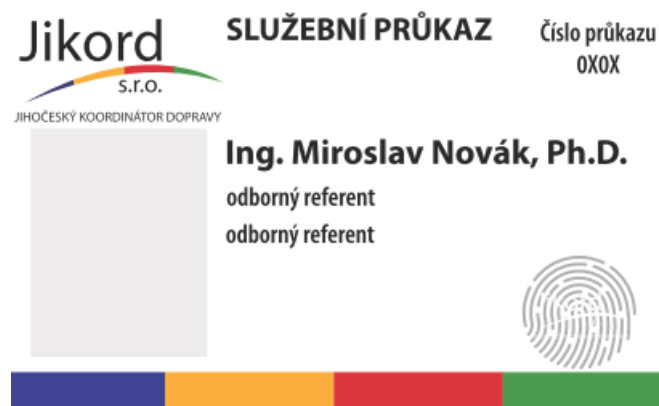 Jikord
s.r.o.
JIHOČESKÝ KOORDINÁTOR DOPRAVY
SLUŽEBNÍ PRŮKAZ
Číslo průkazu
0X0X
Ing. Miroslav Novák, Ph.D.
odborný referent
odborný referent